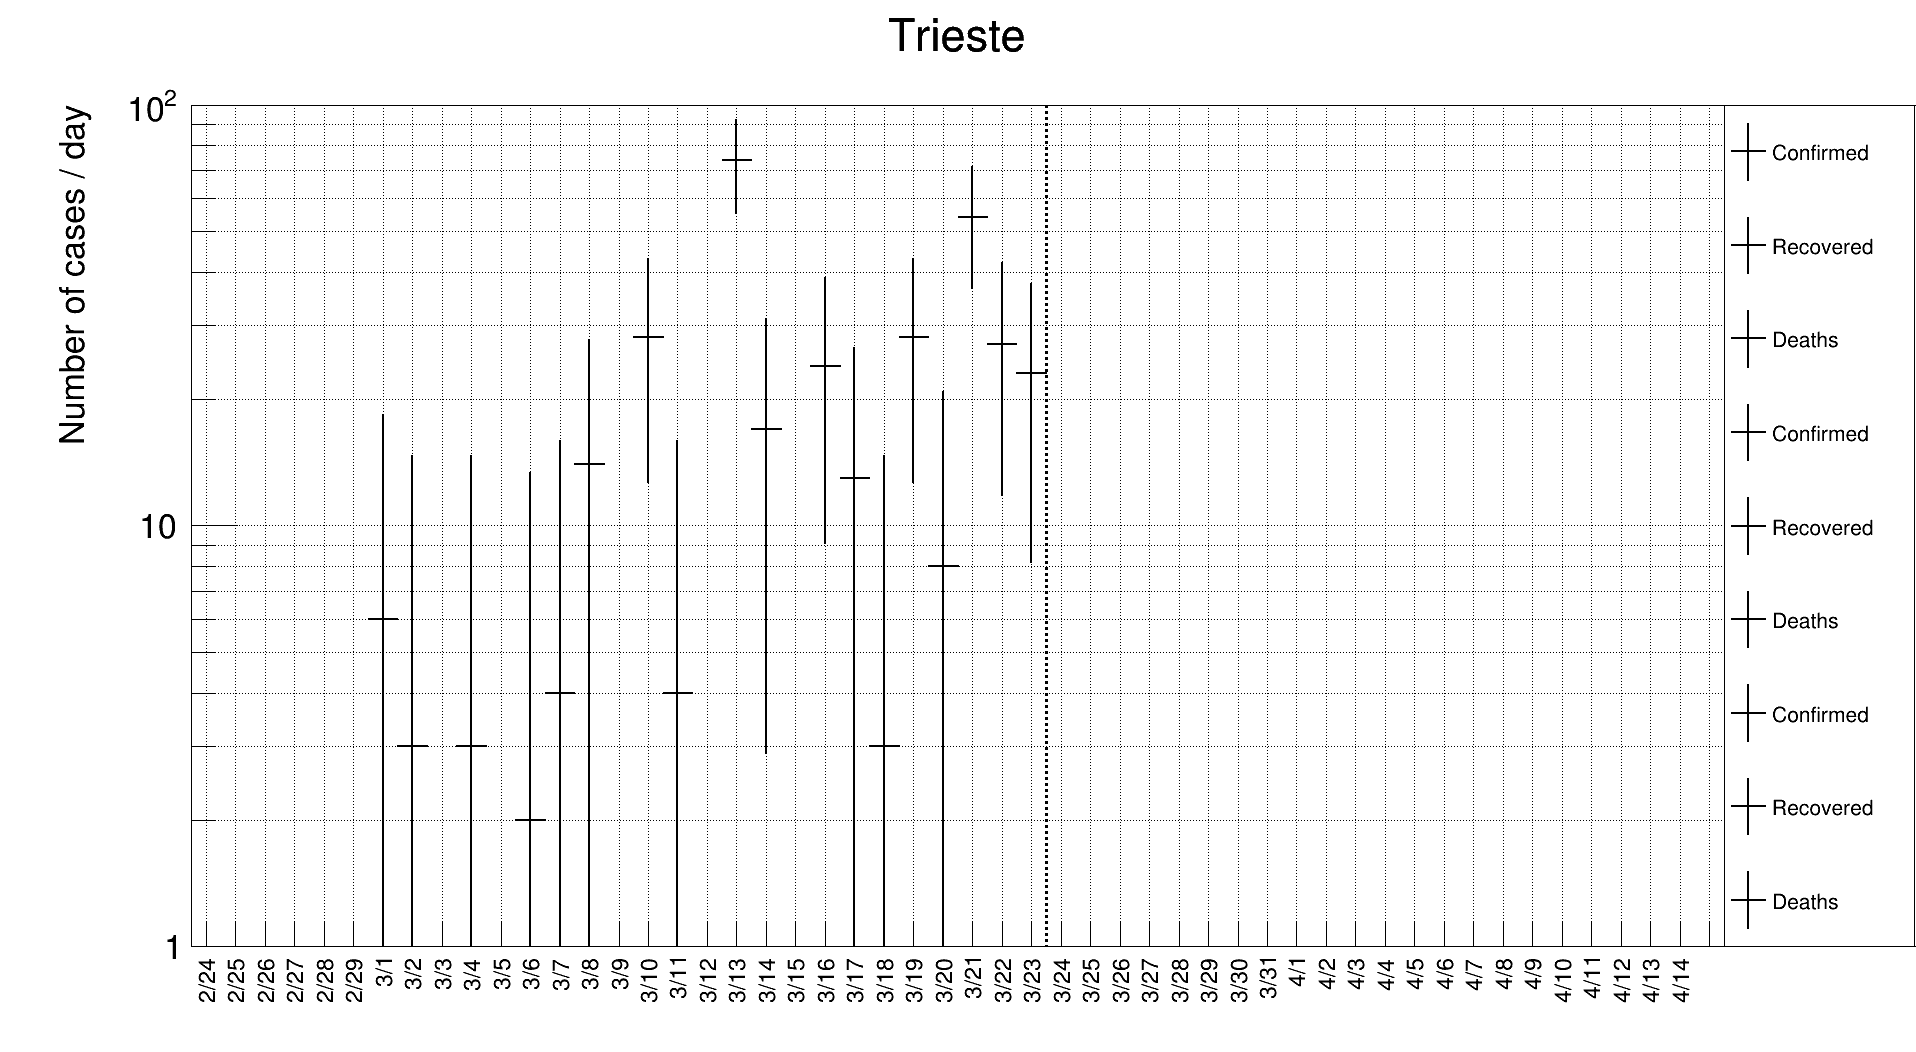 Trieste
Number of cases / day
10²
10
1
2/24 2/25 2/26 2/27 2/28 2/29 3/1 3/2 3/3 3/4 3/5 3/6 3/7 3/8 3/9 3/10 3/11 3/12 3/13 3/14 3/15 3/16 3/17 3/18 3/19 3/20 3/21 3/22 3/23 3/24 3/25 3/26 3/27 3/28 3/29 3/30 3/31 4/1 4/2 4/3 4/4 4/5 4/6 4/7 4/8 4/9 4/10 4/11 4/12 4/13 4/14
Confirmed
Recovered
Deaths
Confirmed
Recovered
Deaths
Confirmed
Recovered
Deaths